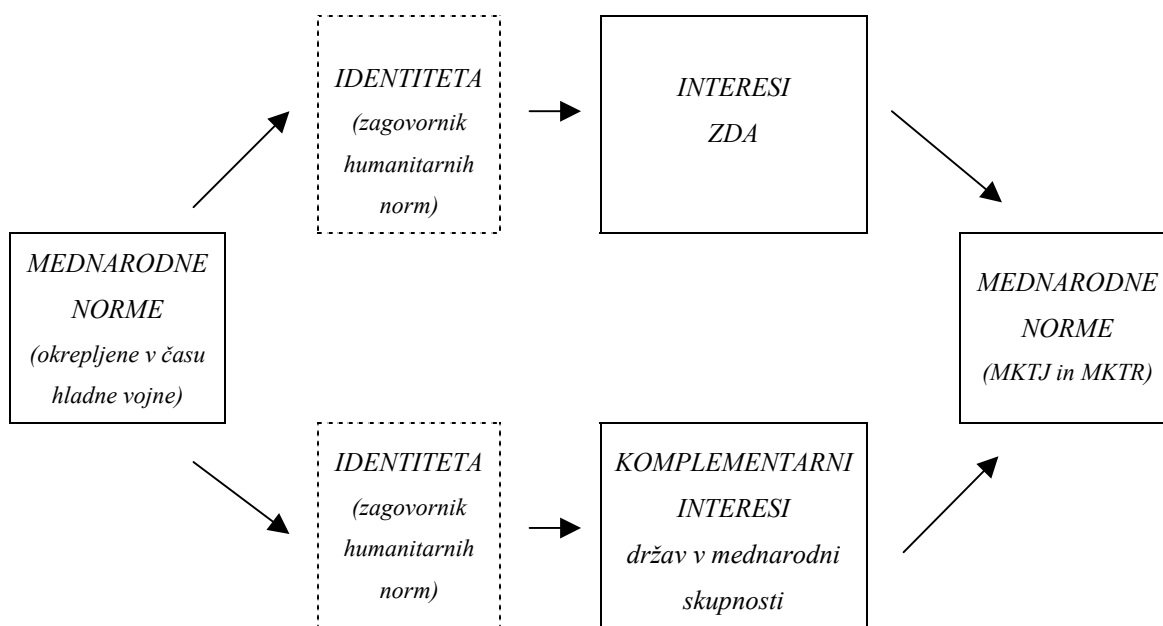 MEDNARODNE
NORME
(okrepljene v času
hladne vojne)
IDENTITETA
(zagovornik
humanitarnih
norm)
INTERESI
ZDA
IDENTITETA
(zagovornik
humanitarnih
norm)
KOMPLEMENTARNI
INTERESI
držav v mednarodni
skupnosti
MEDNARODNE
NORME
(MKTJ in MKTR)